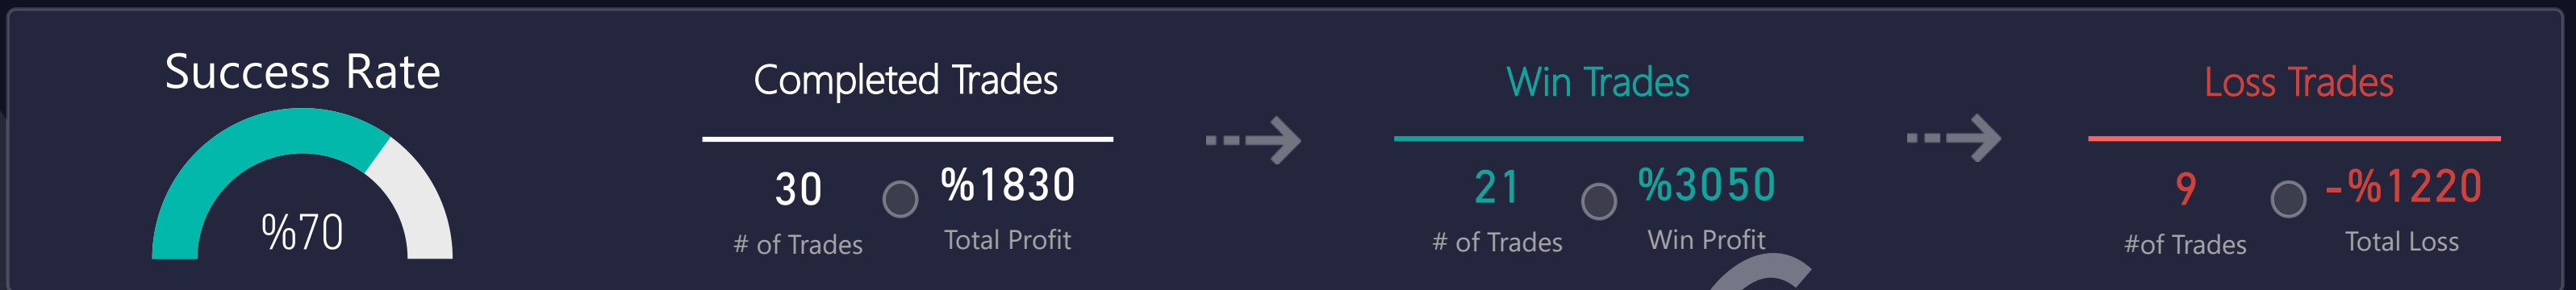 Success Rate
%70
Completed Trades
30 %1830
# of Trades Total Profit
Win Trades
21 %3050
# of Trades Win Profit
Loss Trades
9 -%1220
#of Trades Total Loss